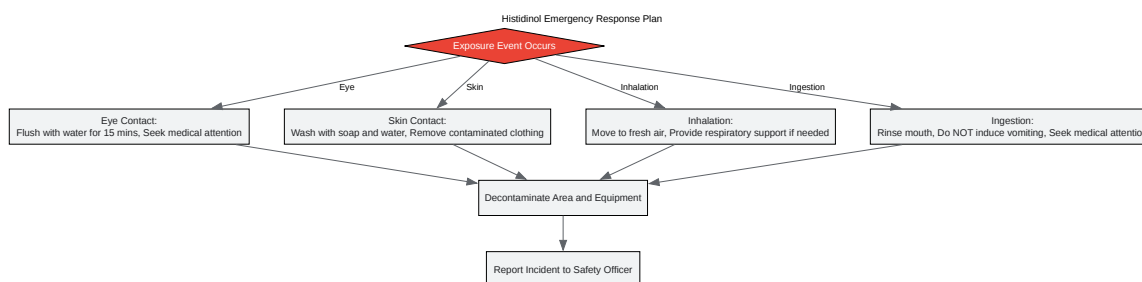 Histidinol Emergency Response Plan
Exposure Event Occurs
Eye
Skin
Inhalation
Ingestion
Eye Contact:
Flush with water for 15 mins, Seek medical attention
Skin Contact:
Wash with soap and water, Remove contaminated clothing
Inhalation:
Move to fresh air, Provide respiratory support if needed
Ingestion:
Rinse mouth, Do NOT induce vomiting, Seek medical attentio
Decontaminate Area and Equipment
Report Incident to Safety Officer